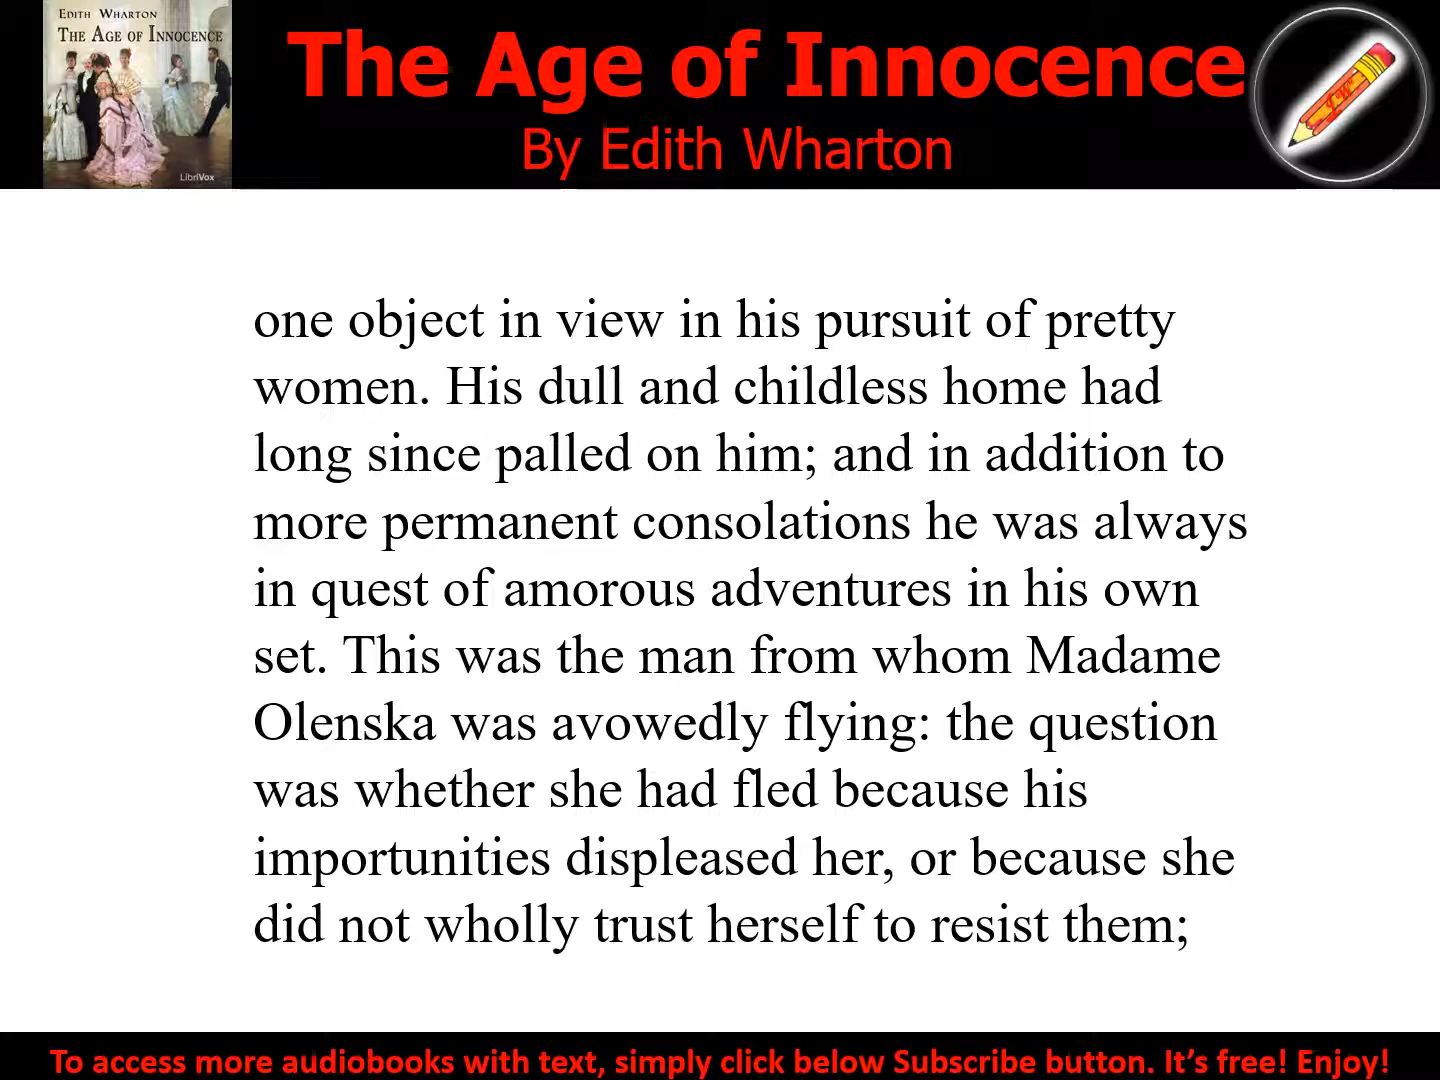 EDITH WHARTON
THE AGE OF INNOCENCE
LibriVox
The Age of Innocence
By Edith Wharton
one object in view in his pursuit of pretty
women. His dull and childless home had
long since palled on him; and in addition to
more permanent consolations he was always
in quest of amorous adventures in his own
set. This was the man from whom Madame
Olenska was avowedly flying: the question
was whether she had fled because his
importunities displeased her, or because she
did not wholly trust herself to resist them;
To access more audiobooks with text, simply click below Subscribe button. It's free! Enjoy!